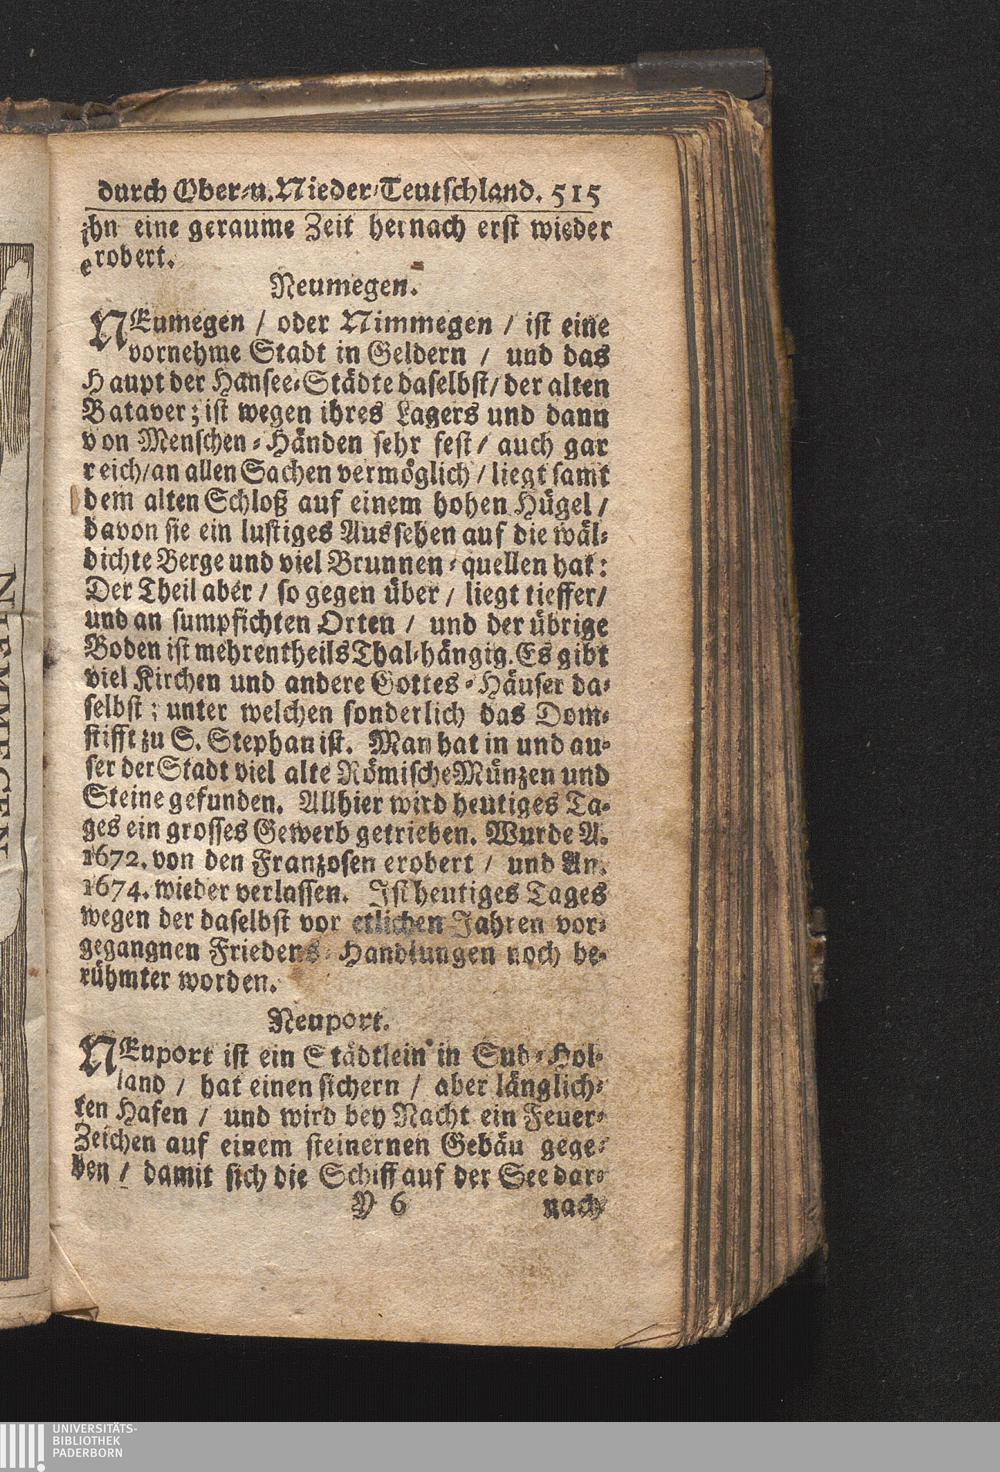 durch Ober-u. Nieder-Teutschland. 515
ihn eine geraume Zeit hernach erst wieder
erobert.
Neumegen.
NEumegen / oder Nimmegen / ist eine
vornehme Stadt in Geldern / und das
Haupt der Hansee-Städte daselbst / der alten
Bataver; ist wegen ihres Lagers und dann
von Menschen-Händen sehr fest / auch gar
reich / an allen Sachen vermöglich / liegt samt
dem alten Schloß auf einem hohen Hügel /
davon sie ein lustiges Aussehen auf die wäl-
dichte Berge und viel Brunnen-quellen hat:
Der Theil aber / so gegen über / liegt tieffer /
und an sumpfichten Orten / und der übrige
Boden ist mehrentheils Thal-hängig. Es gibt
viel Kirchen und andere Gottes-Häuser da-
selbst; unter welchen sonderlich das Dom-
stifft zu S. Stephan ist. Man hat in und au-
ser der Stadt viel alte Römische Münzen und
Steine gefunden. Allhier wird heutiges Ta-
ges ein grosses Gewerb getrieben. Wurde A.
1672. von den Franzosen erobert / und An.
1674. wieder verlassen. Ist heutiges Tages
wegen der daselbst vor etlichen Jahren vor-
gegangnen Friedens-Handlungen noch be-
rühmter worden.
Neuport.
NEuport ist ein Städtlein in Sud-Hol-
land / hat einen sichern / aber länglich-
ten Hafen / und wird bey Nacht ein Feuer-
Zeichen auf einem steinernen Gebäu gege-
ben / damit sich die Schiff auf der See dar-
Y 6 nach
NIEMMEGEN
UNIVERSITÄTS-
BIBLIOTHEK
PADERBORN